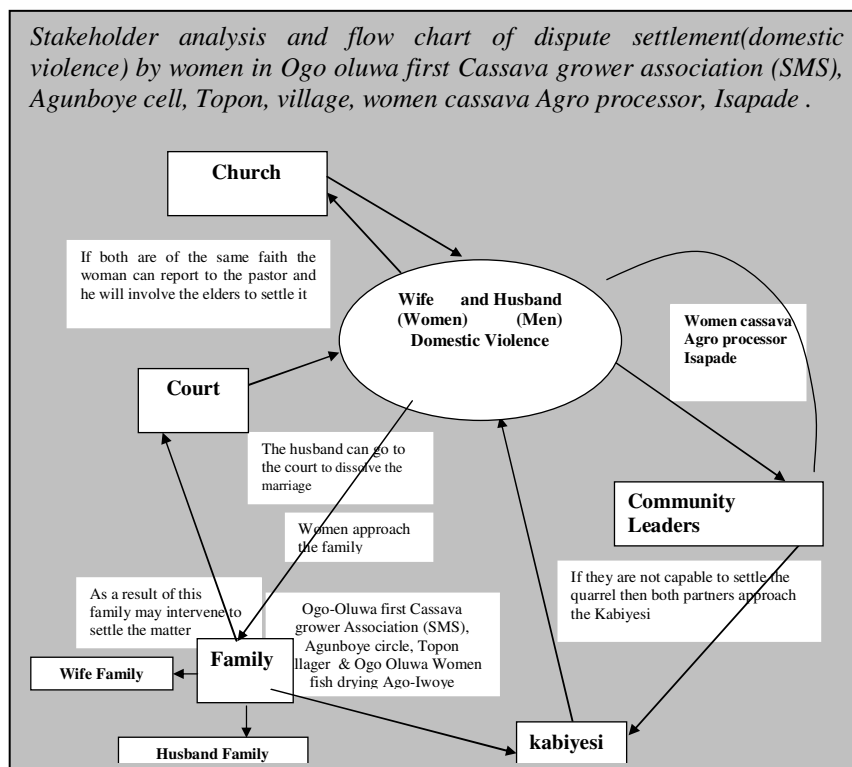 Stakeholder analysis and flow chart of dispute settlement(domestic
violence) by women in Ogo oluwa first Cassava grower association (SMS),
Agunboye cell, Topon, village, women cassava Agro processor, Isapade .
Church
If both are of the same faith the
woman can report to the pastor and
he will involve the elders to settle it
Wife and Husband
(Women) (Men)
Domestic Violence
Women cassava
Agro processor
Isapade
Court
The husband can go to
the court to dissolve the
marriage
Community
Leaders
Women approach
the family
If they are not capable to settle the
quarrel then both partners approach
the Kabiyesi
As a result of this
family may intervene to
settle the matter
Ogo-Oluwa first Cassava
grower Association (SMS),
Agunboye circle, Topon
llager & Ogo Oluwa Women
fish drying Ago-Iwoye
Family
Wife Family
Husband Family
kabiyesi